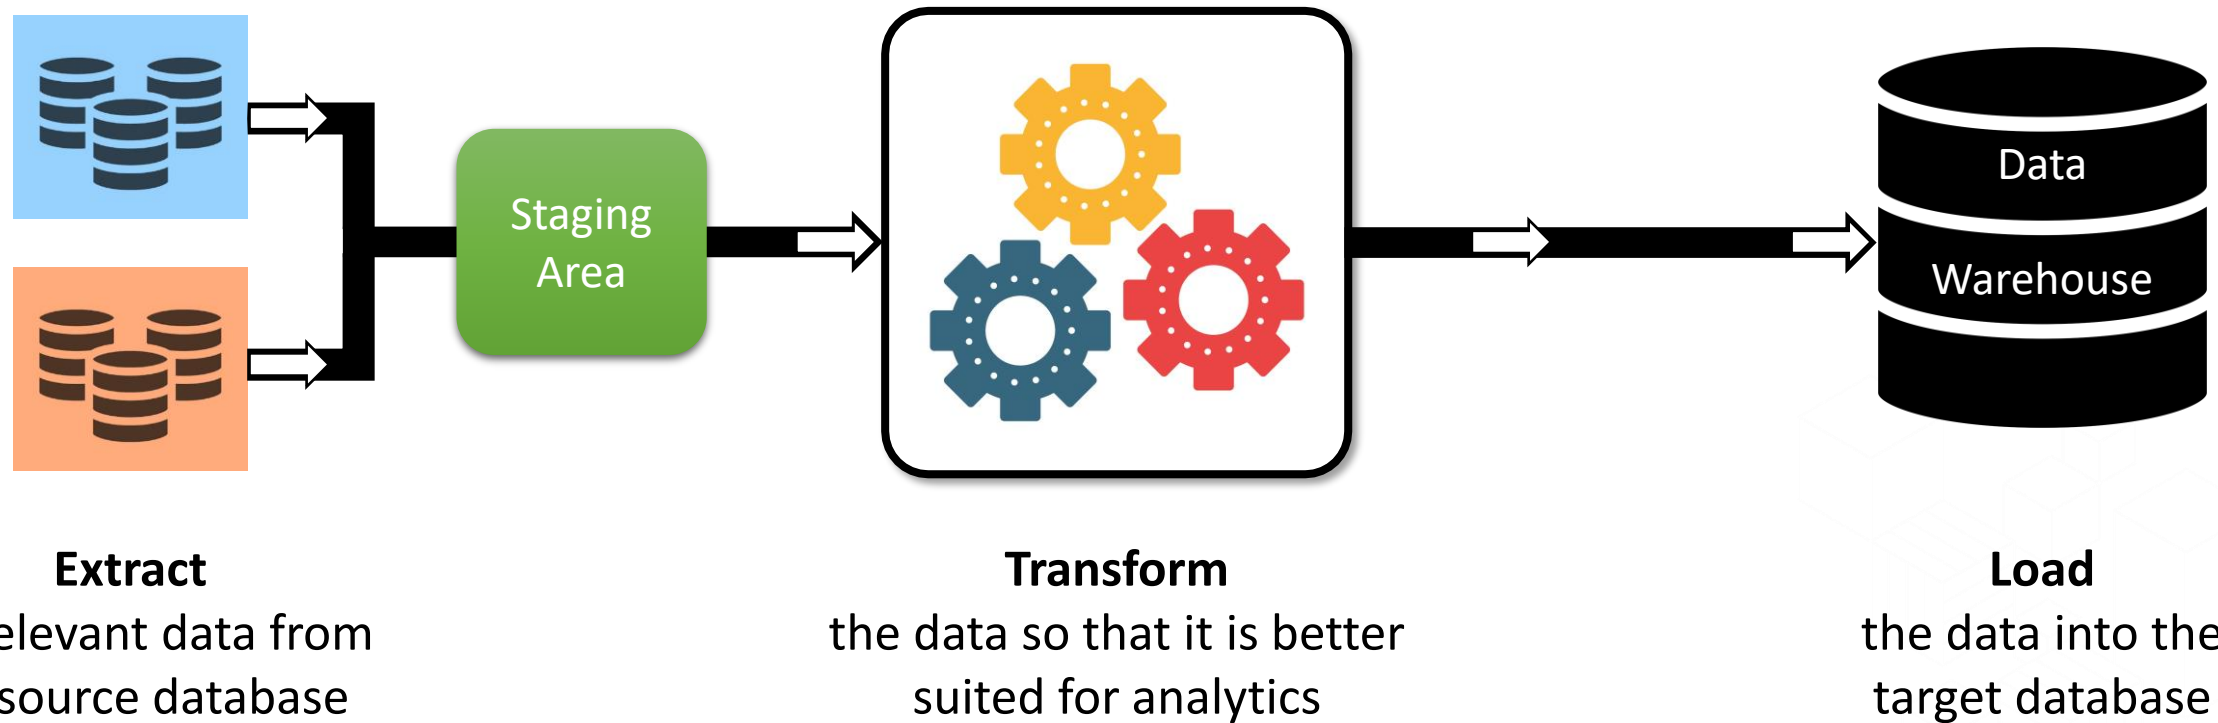 Staging
Area
Data
Warehouse
Extract
elevant data from
source database
Transform
the data so that it is better
suited for analytics
Load
the data into the
target database